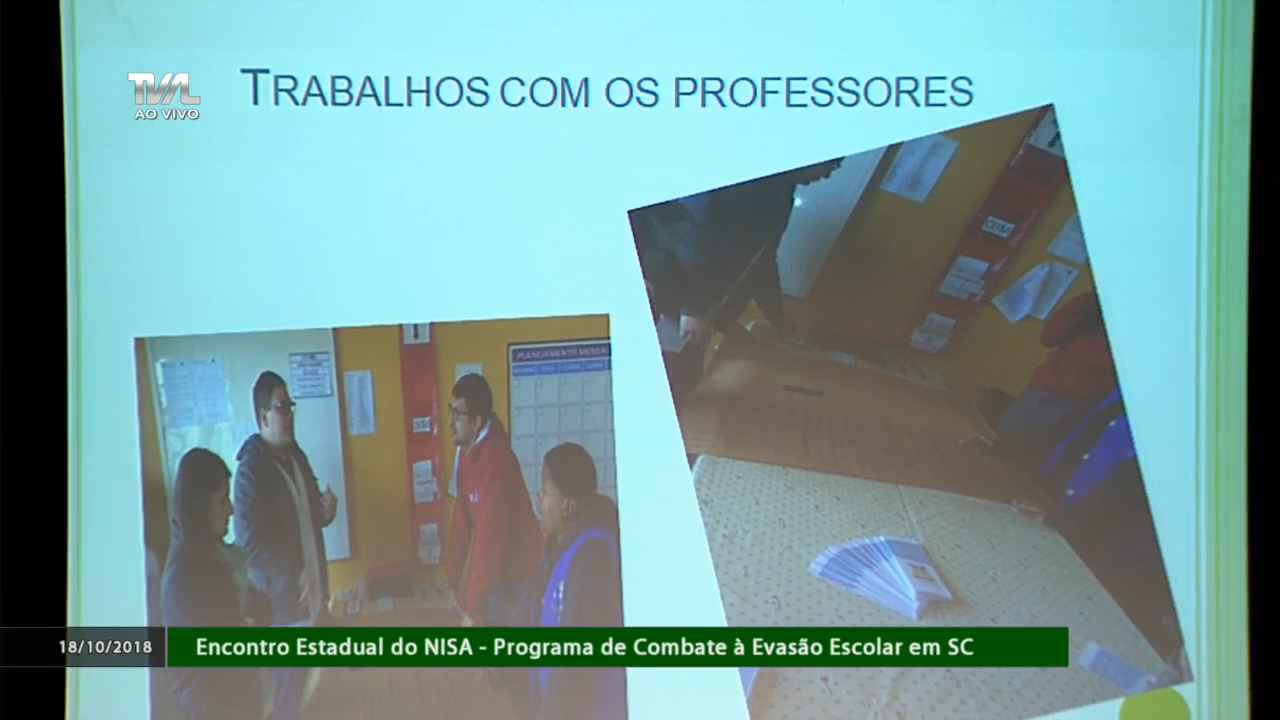 TVAL
AO VIVO
TRABALHOS COM OS PROFESSORES
PLANEJAMENTO MENSAL
18/10/2018
Encontro Estadual do NISA - Programa de Combate à Evasão Escolar em SC